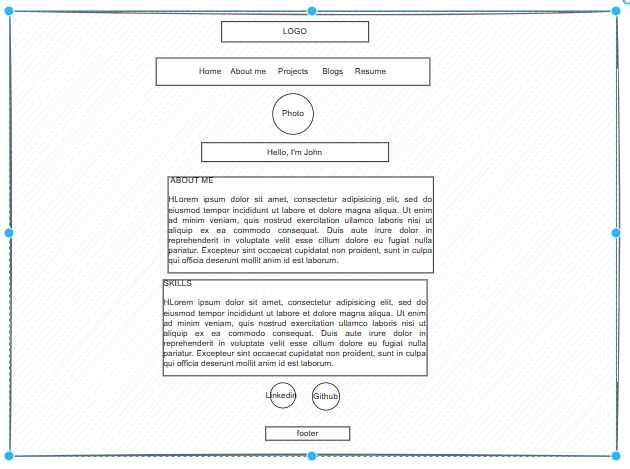 LOGO
Home About me Projects Blogs Resume
Photo
Hello, I'm John
ABOUT ME
HLorem ipsum dolor sit amet, consectetur adipisicing elit, sed do
eiusmod tempor incididunt ut labore et dolore magna aliqua. Ut enim
ad minim veniam, quis nostrud exercitation ullamco laboris nisi ut
aliquip ex ea commodo consequat. Duis aute irure dolor in
reprehenderit in voluptate velit esse cillum dolore eu fugiat nulla
pariatur. Excepteur sint occaecat cupidatat non proident, sunt in culpa
qui officia deserunt mollit anim id est laborum.
SKILLS
HLorem ipsum dolor sit amet, consectetur adipisicing elit, sed do
eiusmod tempor incididunt ut labore et dolore magna aliqua. Ut enim
ad minim veniam, quis nostrud exercitation ullamco laboris nisi ut
aliquip ex ea commodo consequat. Duis aute irure dolor in
reprehenderit in voluptate velit esse cillum dolore eu fugiat nulla
pariatur. Excepteur sint occaecat cupidatat non proident, sunt in culpa
qui officia deserunt mollit anim id est laborum.
Linkedin Github
footer